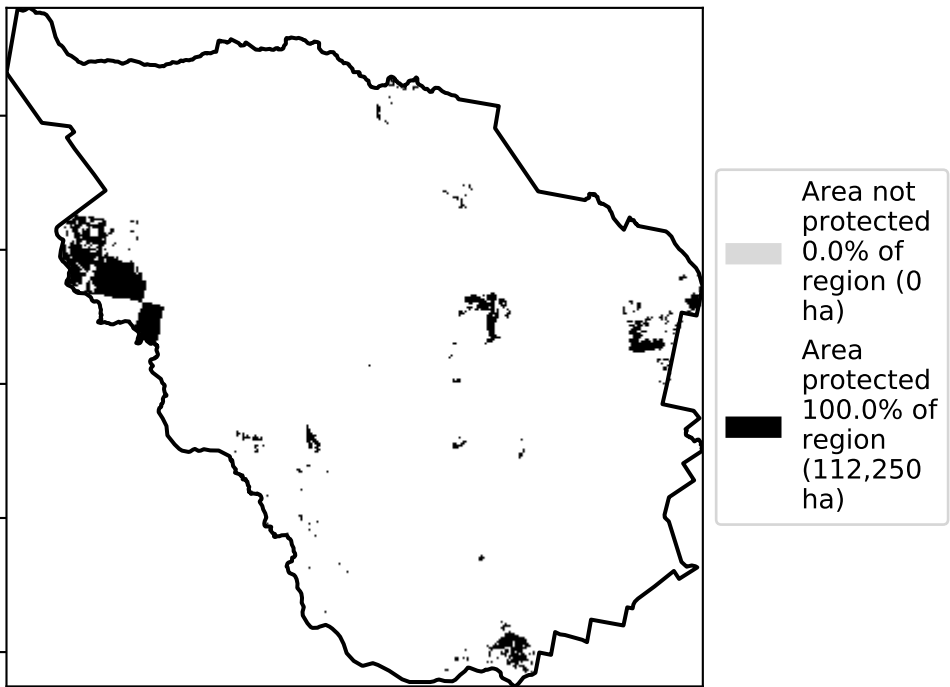 Area not
protected
0.0% of
region (0
ha)
Area
protected
100.0% of
region
(112,250
ha)